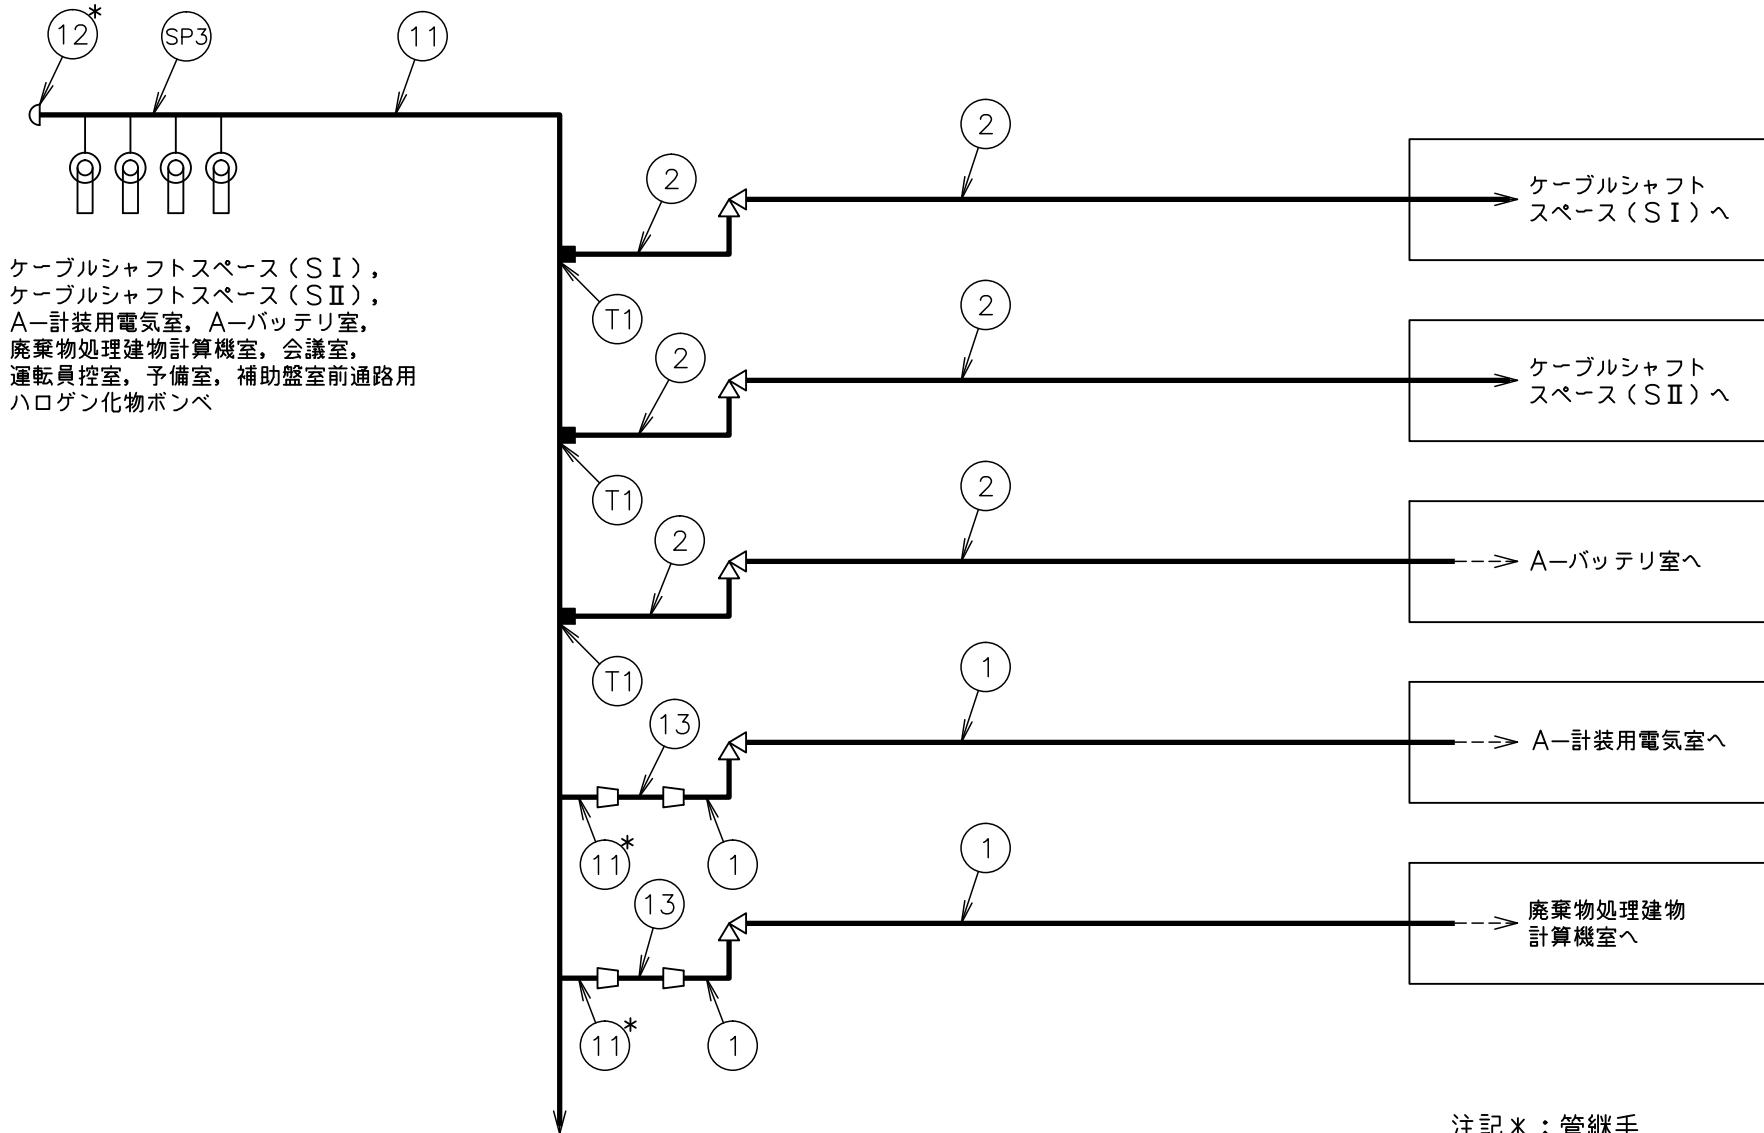 12*
SP3
11
2
2
ケーブルシャフト
スペース(SⅠ)へ
ケーブルシャフトスペース(SⅠ),
ケーブルシャフトスペース(SⅡ),
A-計装用電気室, A-バッテリ室,
廃棄物処理建物計算機室, 会議室,
運転員控室, 予備室, 補助盤室前通路用
ハロゲン化物ボンベ
T1
2
2
ケーブルシャフト
スペース(SⅡ)へ
T1
2
2
A-バッテリ室へ
T1
13
1
A-計装用電気室へ
11*
1
13
1
廃棄物処理建物
計算機室へ
11*
1
注記*:管継手